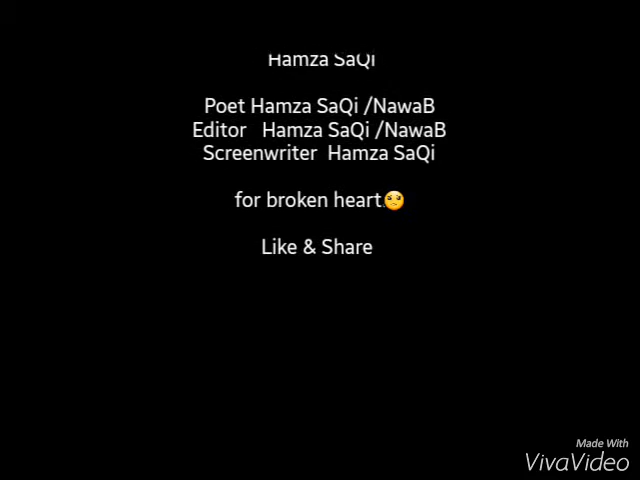 Hamza SaQi
Poet Hamza SaQi /NawaB
Editor Hamza SaQi /NawaB
Screenwriter Hamza SaQi
for broken heart.🤨
Like & Share
Made With
VivaVideo